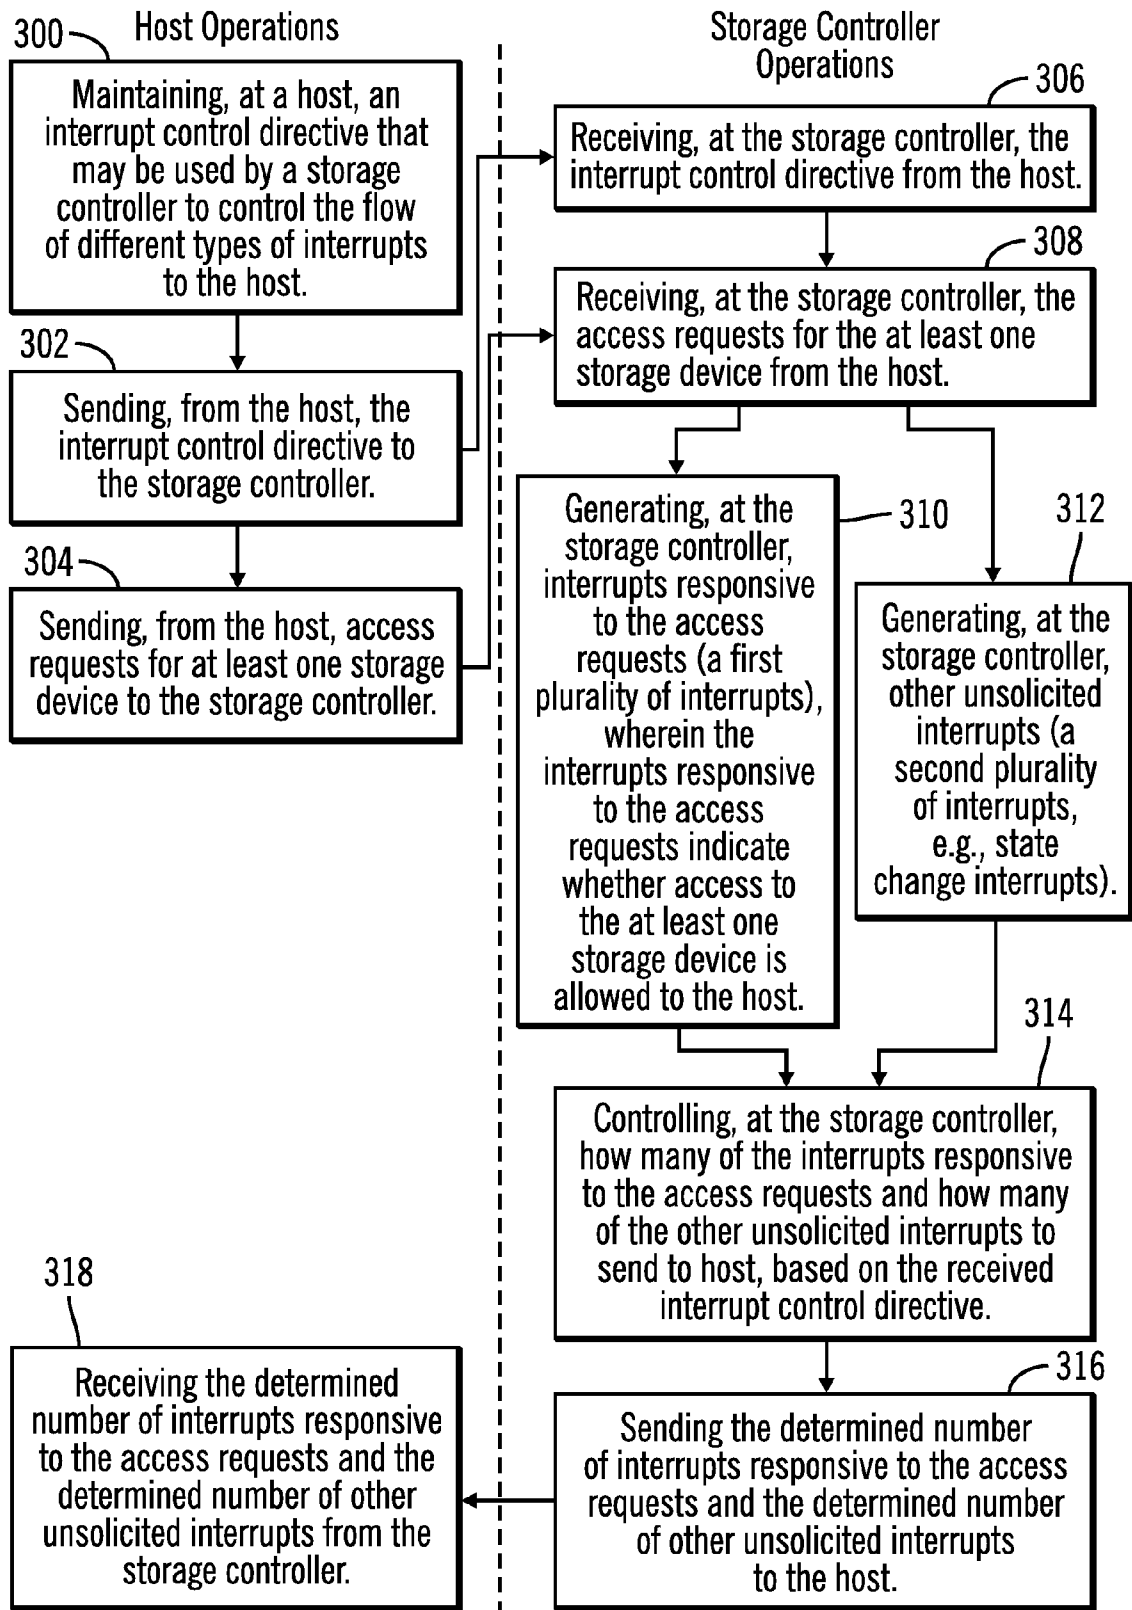 Host Operations
300
Maintaining, at a host, an
interrupt control directive that
may be used by a storage
controller to control the flow
of different types of interrupts
to the host.
302
Sending, from the host, the
interrupt control directive to
the storage controller.
304
Sending, from the host, access
requests for at least one storage
device to the storage controller.
Storage Controller
Operations
306
Receiving, at the storage controller, the
interrupt control directive from the host.
308
Receiving, at the storage controller, the
access requests for the at least one
storage device from the host.
310
Generating, at the
storage controller,
interrupts responsive
to the access
requests (a first
plurality of interrupts),
wherein the
interrupts responsive
to the access
requests indicate
whether access to
the at least one
storage device is
allowed to the host.
312
Generating, at the
storage controller,
other unsolicited
interrupts (a
second plurality
of interrupts,
e.g., state
change interrupts).
314
Controlling, at the storage controller,
how many of the interrupts responsive
to the access requests and how many
of the other unsolicited interrupts to
send to host, based on the received
interrupt control directive.
316
Sending the determined number
of interrupts responsive to the access
requests and the determined number
of other unsolicited interrupts
to the host.
318
Receiving the determined
number of interrupts responsive
to the access requests and the
determined number of other
unsolicited interrupts from the
storage controller.